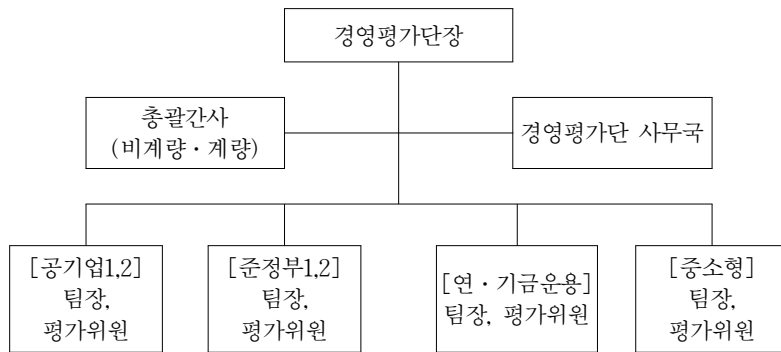 경영평가단장
총괄간사
(비계량·계량)
경영평가단 사무국
[공기업1,2]
팀장,
평가위원
[준정부1,2]
팀장,
평가위원
[연·기금운용]
팀장, 평가위원
[중소형]
팀장,
평가위원